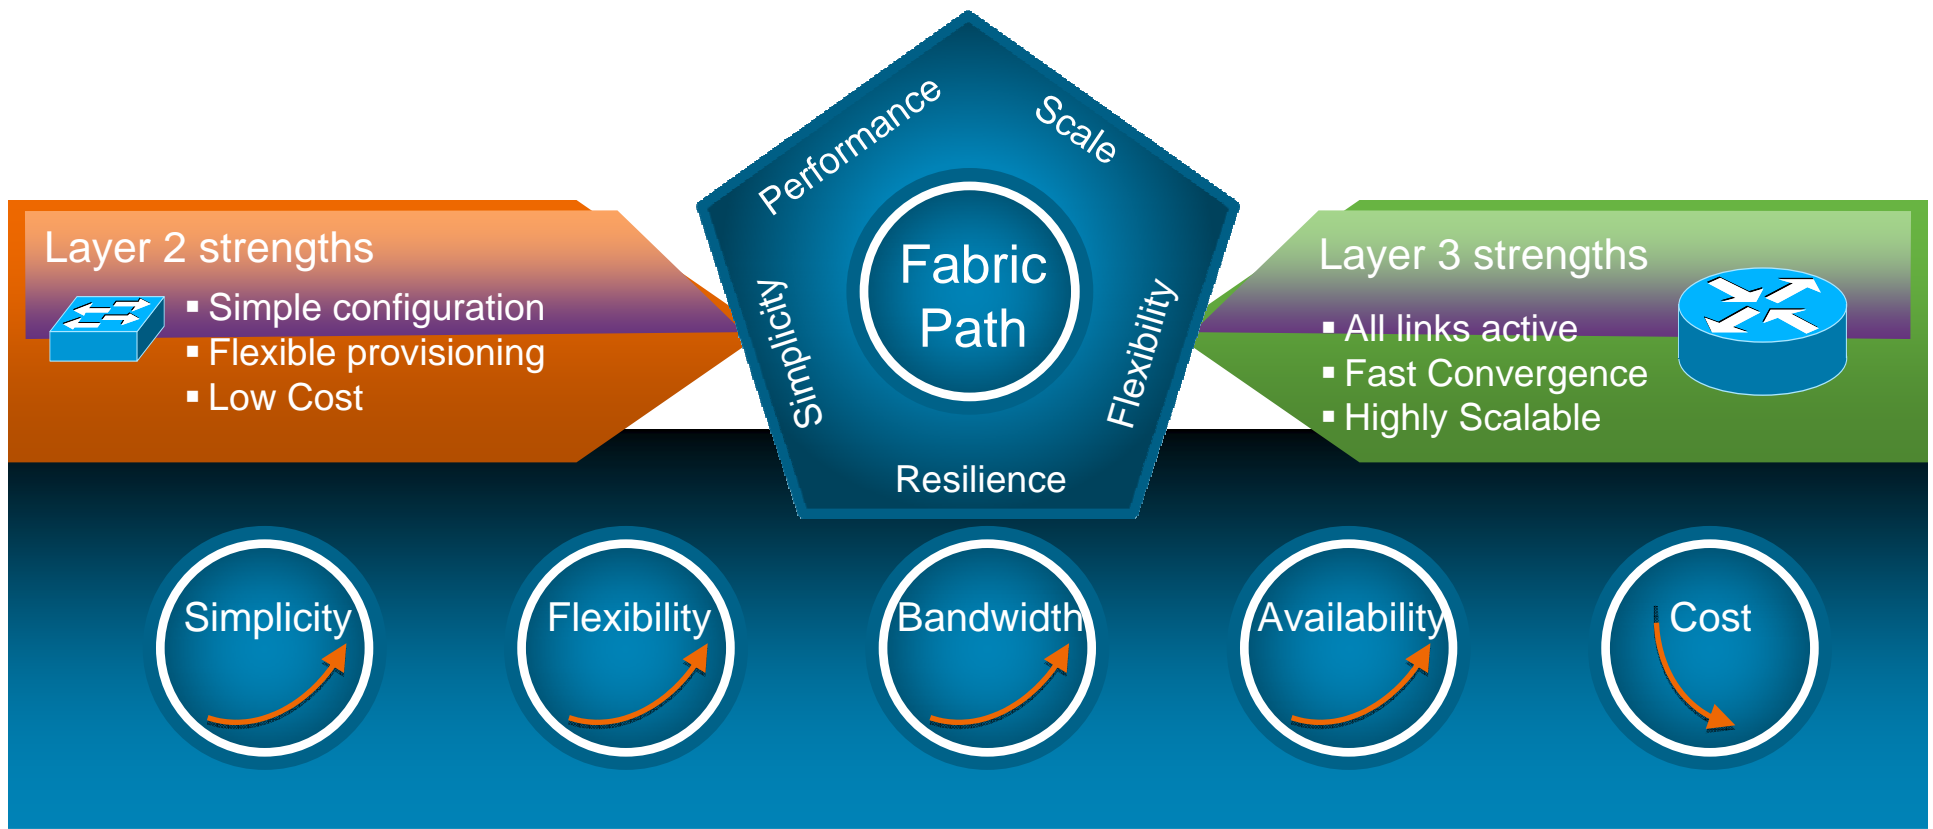 Performance
Scale
Simplicity
Flexibility
Resilience
Fabric
Path
Layer 2 strengths
▪ Simple configuration
▪ Flexible provisioning
▪ Low Cost
Layer 3 strengths
▪ All links active
▪ Fast Convergence
▪ Highly Scalable
Simplicity
Flexibility
Bandwidth
Availability
Cost